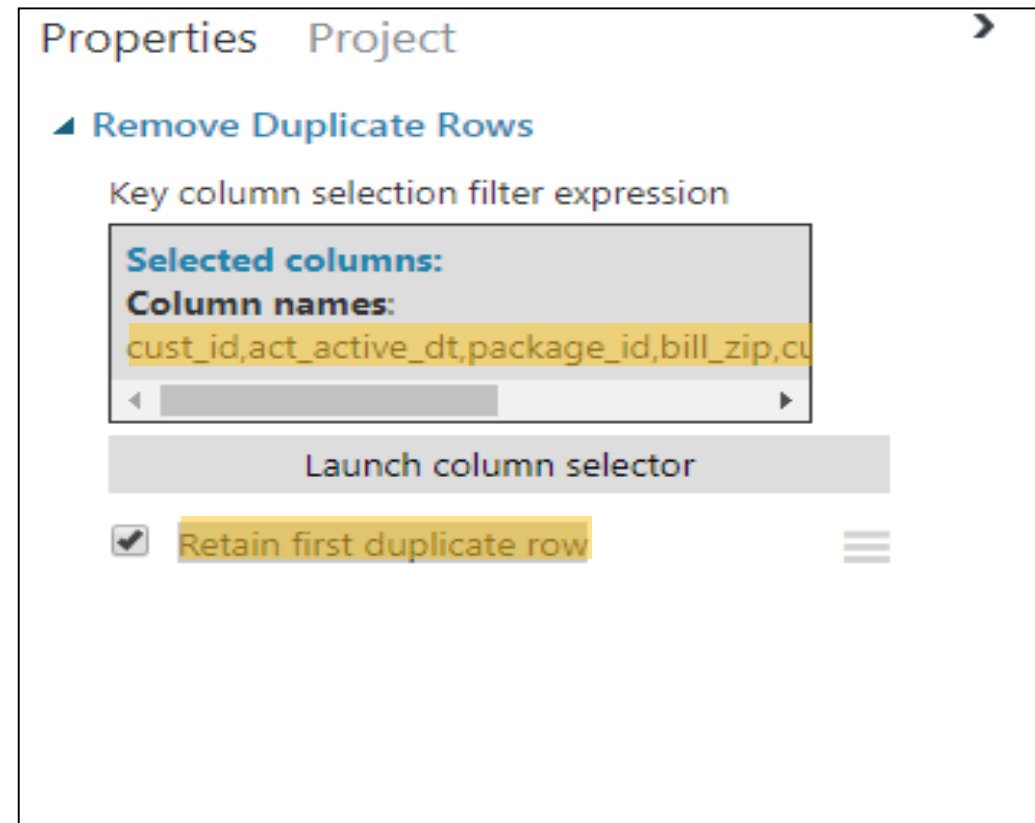 Properties Project
Remove Duplicate Rows
Key column selection filter expression
Selected columns:
Column names:
cust_id,act_active_dt,package_id,bill_zip,cu
Launch column selector
Retain first duplicate row